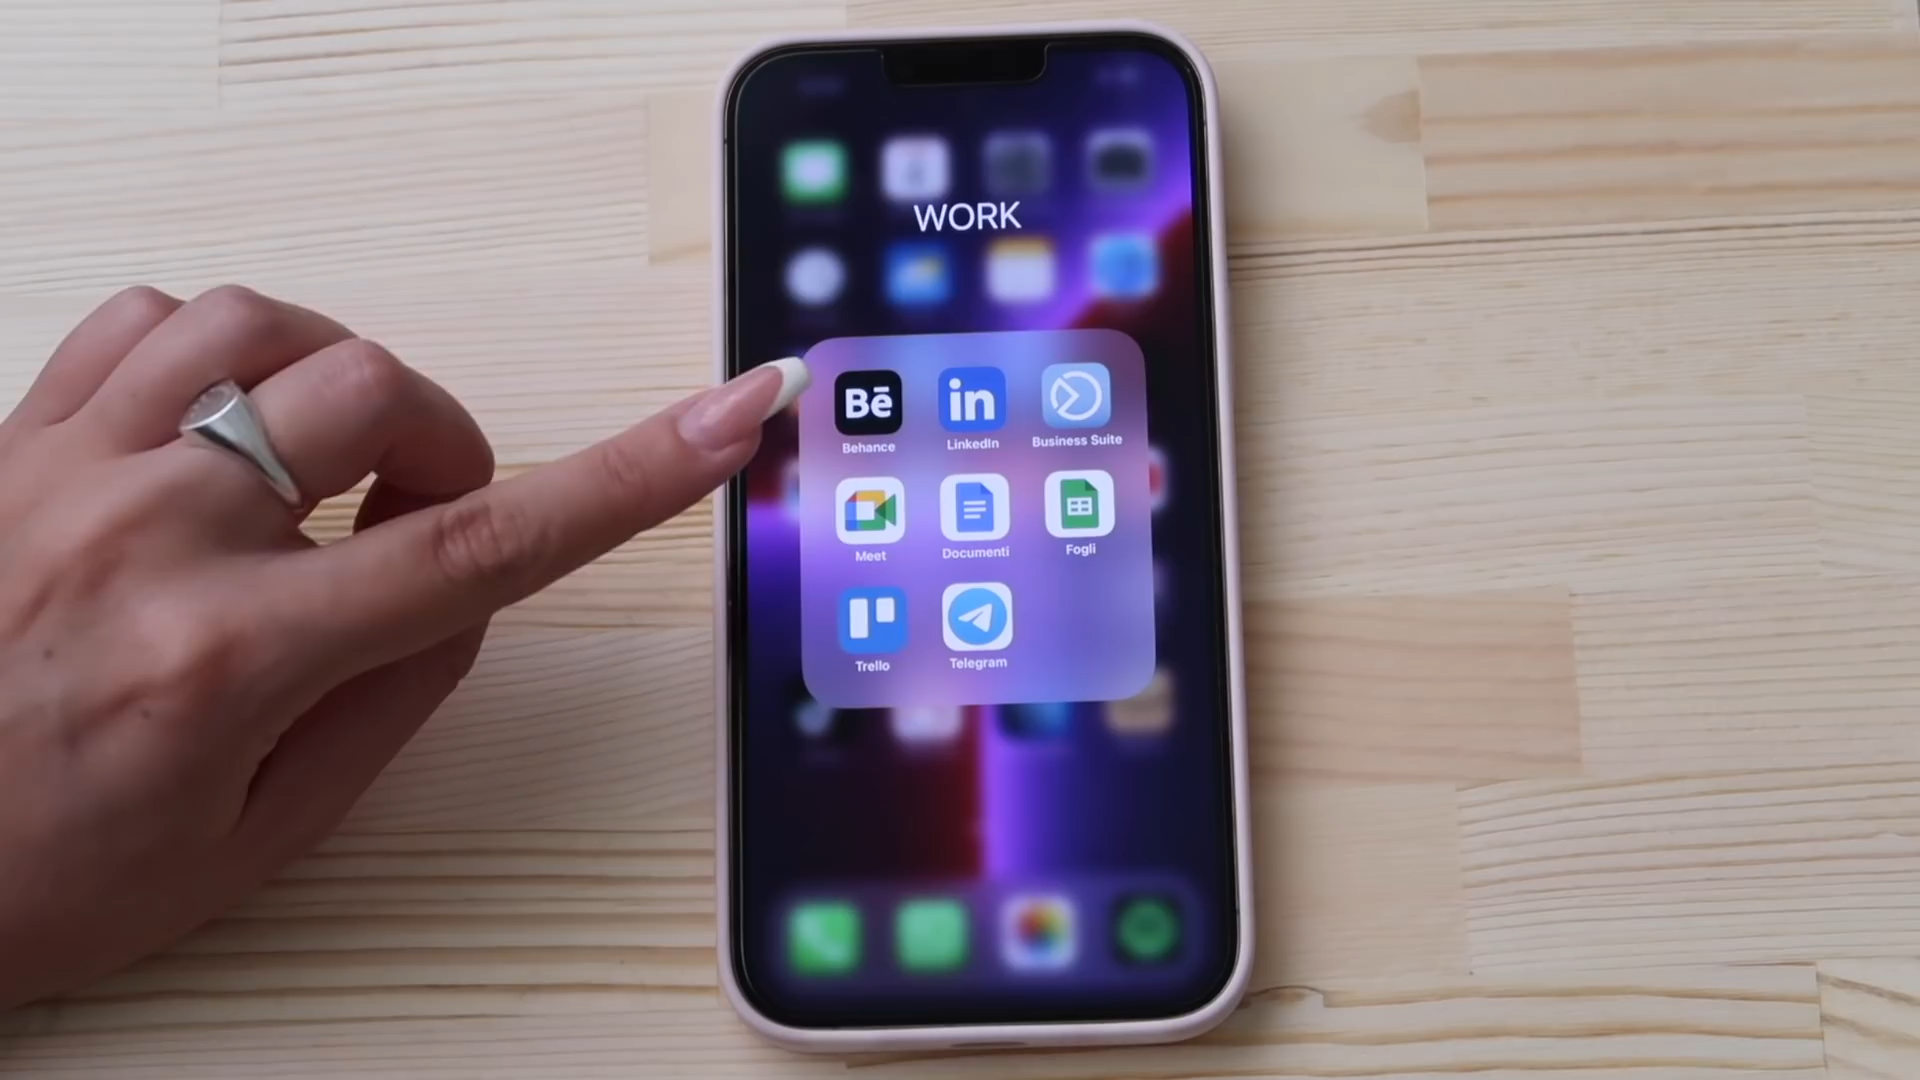 WORK
Bē
in
Behance
LinkedIn
Business Suite
Meet
Documenti
Fogli
Trello
Telegram